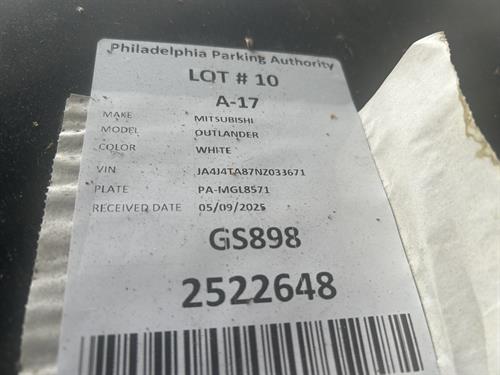 Philadelphia Parking Authority
LOT # 10
A-17
MAKE MITSUBISHI
MODEL OUTLANDER
COLOR WHITE
VIN JA4J4TA87NZ033671
PLATE PA-MGL8571
RECEIVED DATE 05/09/2025
GS898
2522648